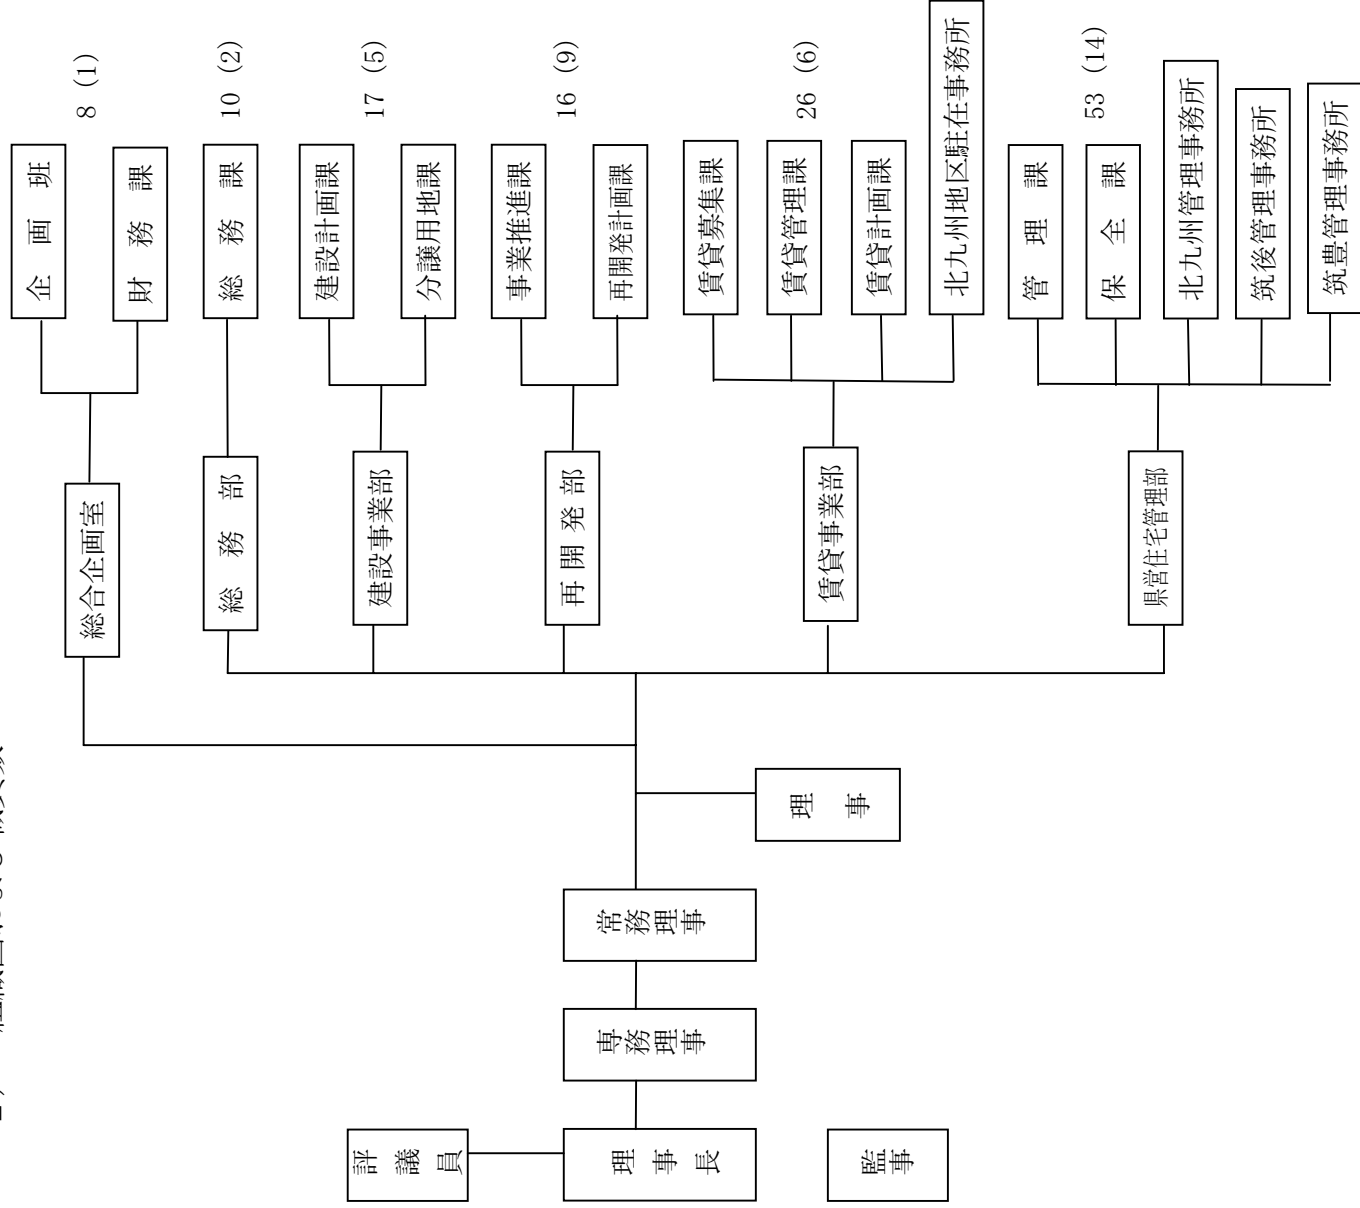 評議員
理事長
監事
専務理事
常務理事
理事
総合企画室
企画班
財務課
8 (1)
総務部
総務課
10 (2)
建設事業部
建設計画課
分譲用地課
17 (5)
再開発部
事業推進課
再開発計画課
16 (9)
賃貸事業部
賃貸募集課
賃貸管理課
賃貸計画課
北九州地区駐在事務所
26 (6)
県営住宅管理部
管理課
保全課
北九州管理事務所
筑後管理事務所
筑豊管理事務所
53 (14)